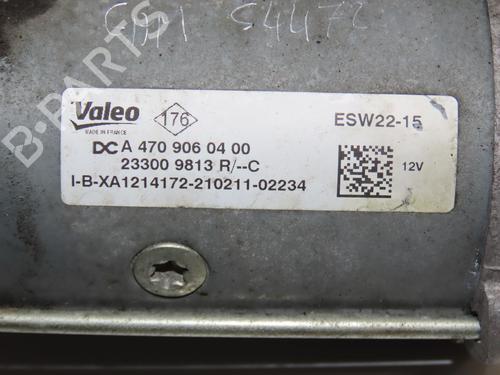 S4472
Valeo
MADE IN FRANCE
176
ESW22-15
DC A 470 906 04 00
23300 9813 R/--C
12V
I-B-XA1214172-210211-02234
B-PARTS